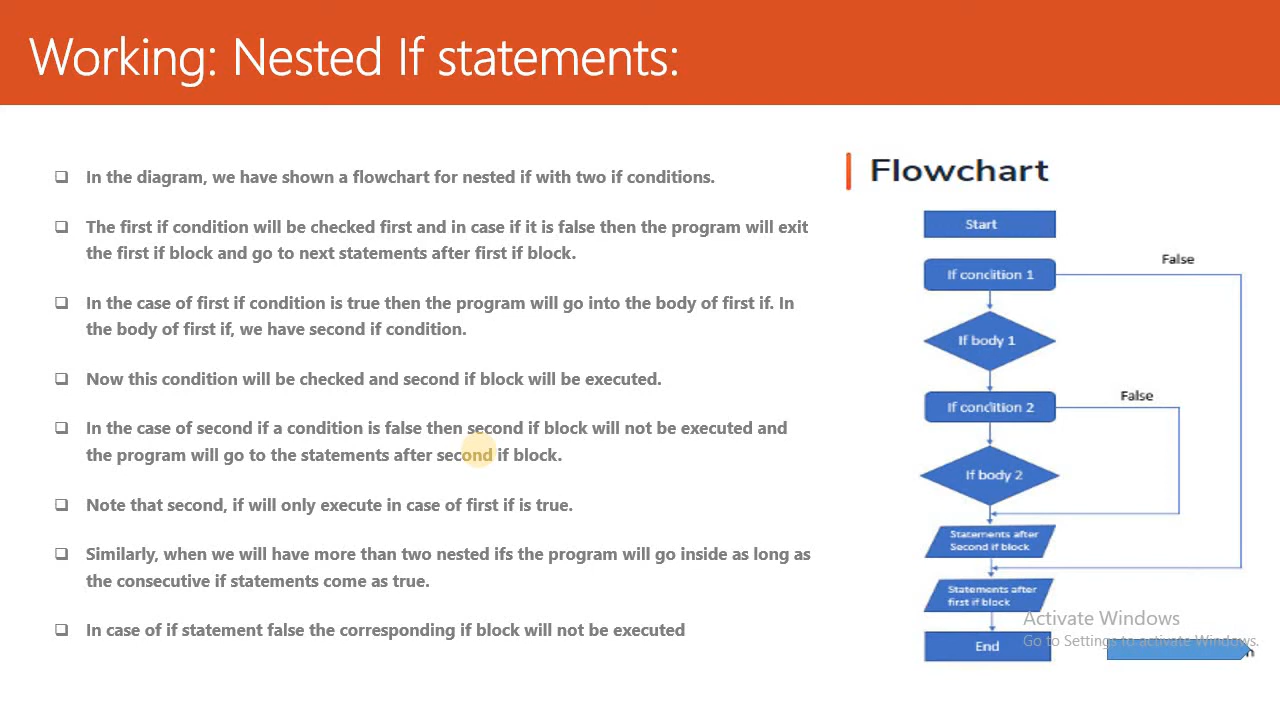 Working: Nested If statements:
In the diagram, we have shown a flowchart for nested if with two if conditions.
The first if condition will be checked first and in case if it is false then the program will exit
the first if block and go to next statements after first if block.
In the case of first if condition is true then the program will go into the body of first if. In
the body of first if, we have second if condition.
Now this condition will be checked and second if block will be executed.
In the case of second if a condition is false then second if block will not be executed and
the program will go to the statements after second if block.
Note that second, if will only execute in case of first if is true.
Similarly, when we will have more than two nested ifs the program will go inside as long as
the consecutive if statements come as true.
In case of if statement false the corresponding if block will not be executed
Flowchart
Start
False
If condition 1
If body 1
False
If condition 2
If body 2
Statements after
Second if block
Statements after
first if block
End
Activate Windows
Go to Settings to activate Windows.